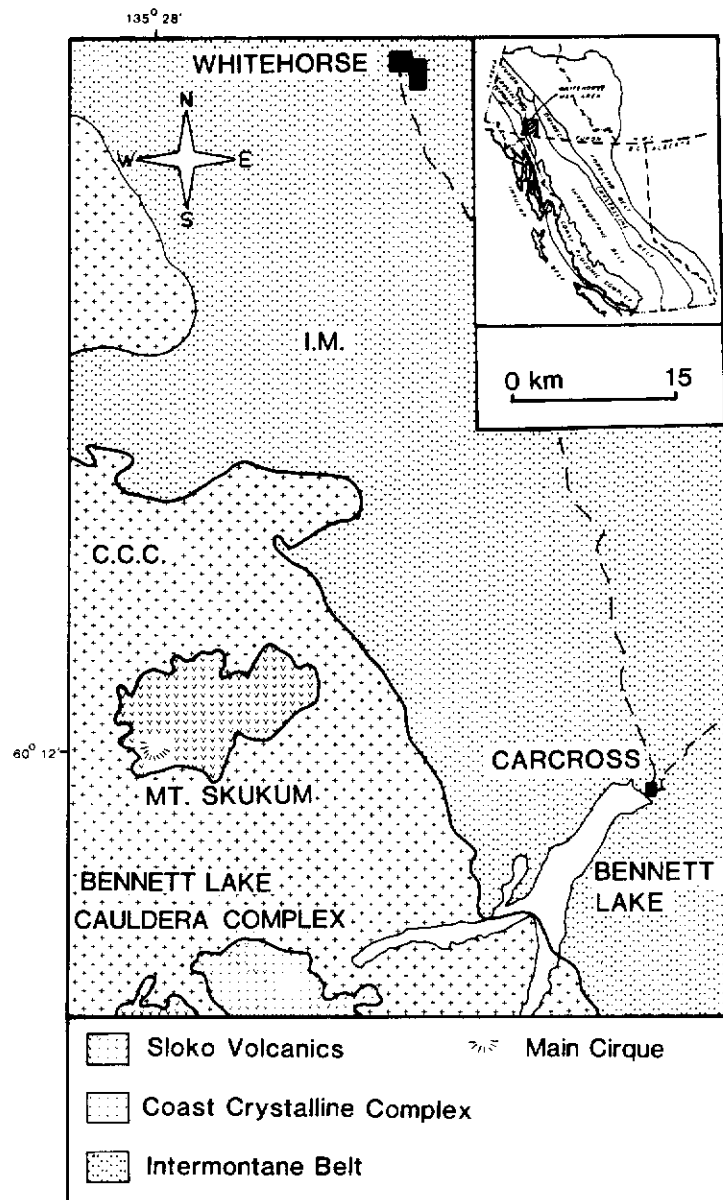 135° 28'
WHITEHORSE
N
W E
S
I.M.
0 km 15
C.C.C.
60° 12'
MT. SKUKUM
CARCROSS
BENNETT
LAKE
BENNETT LAKE
CAULDERA COMPLEX
Sloko Volcanics
Main Cirque
Coast Crystalline Complex
Intermontane Belt